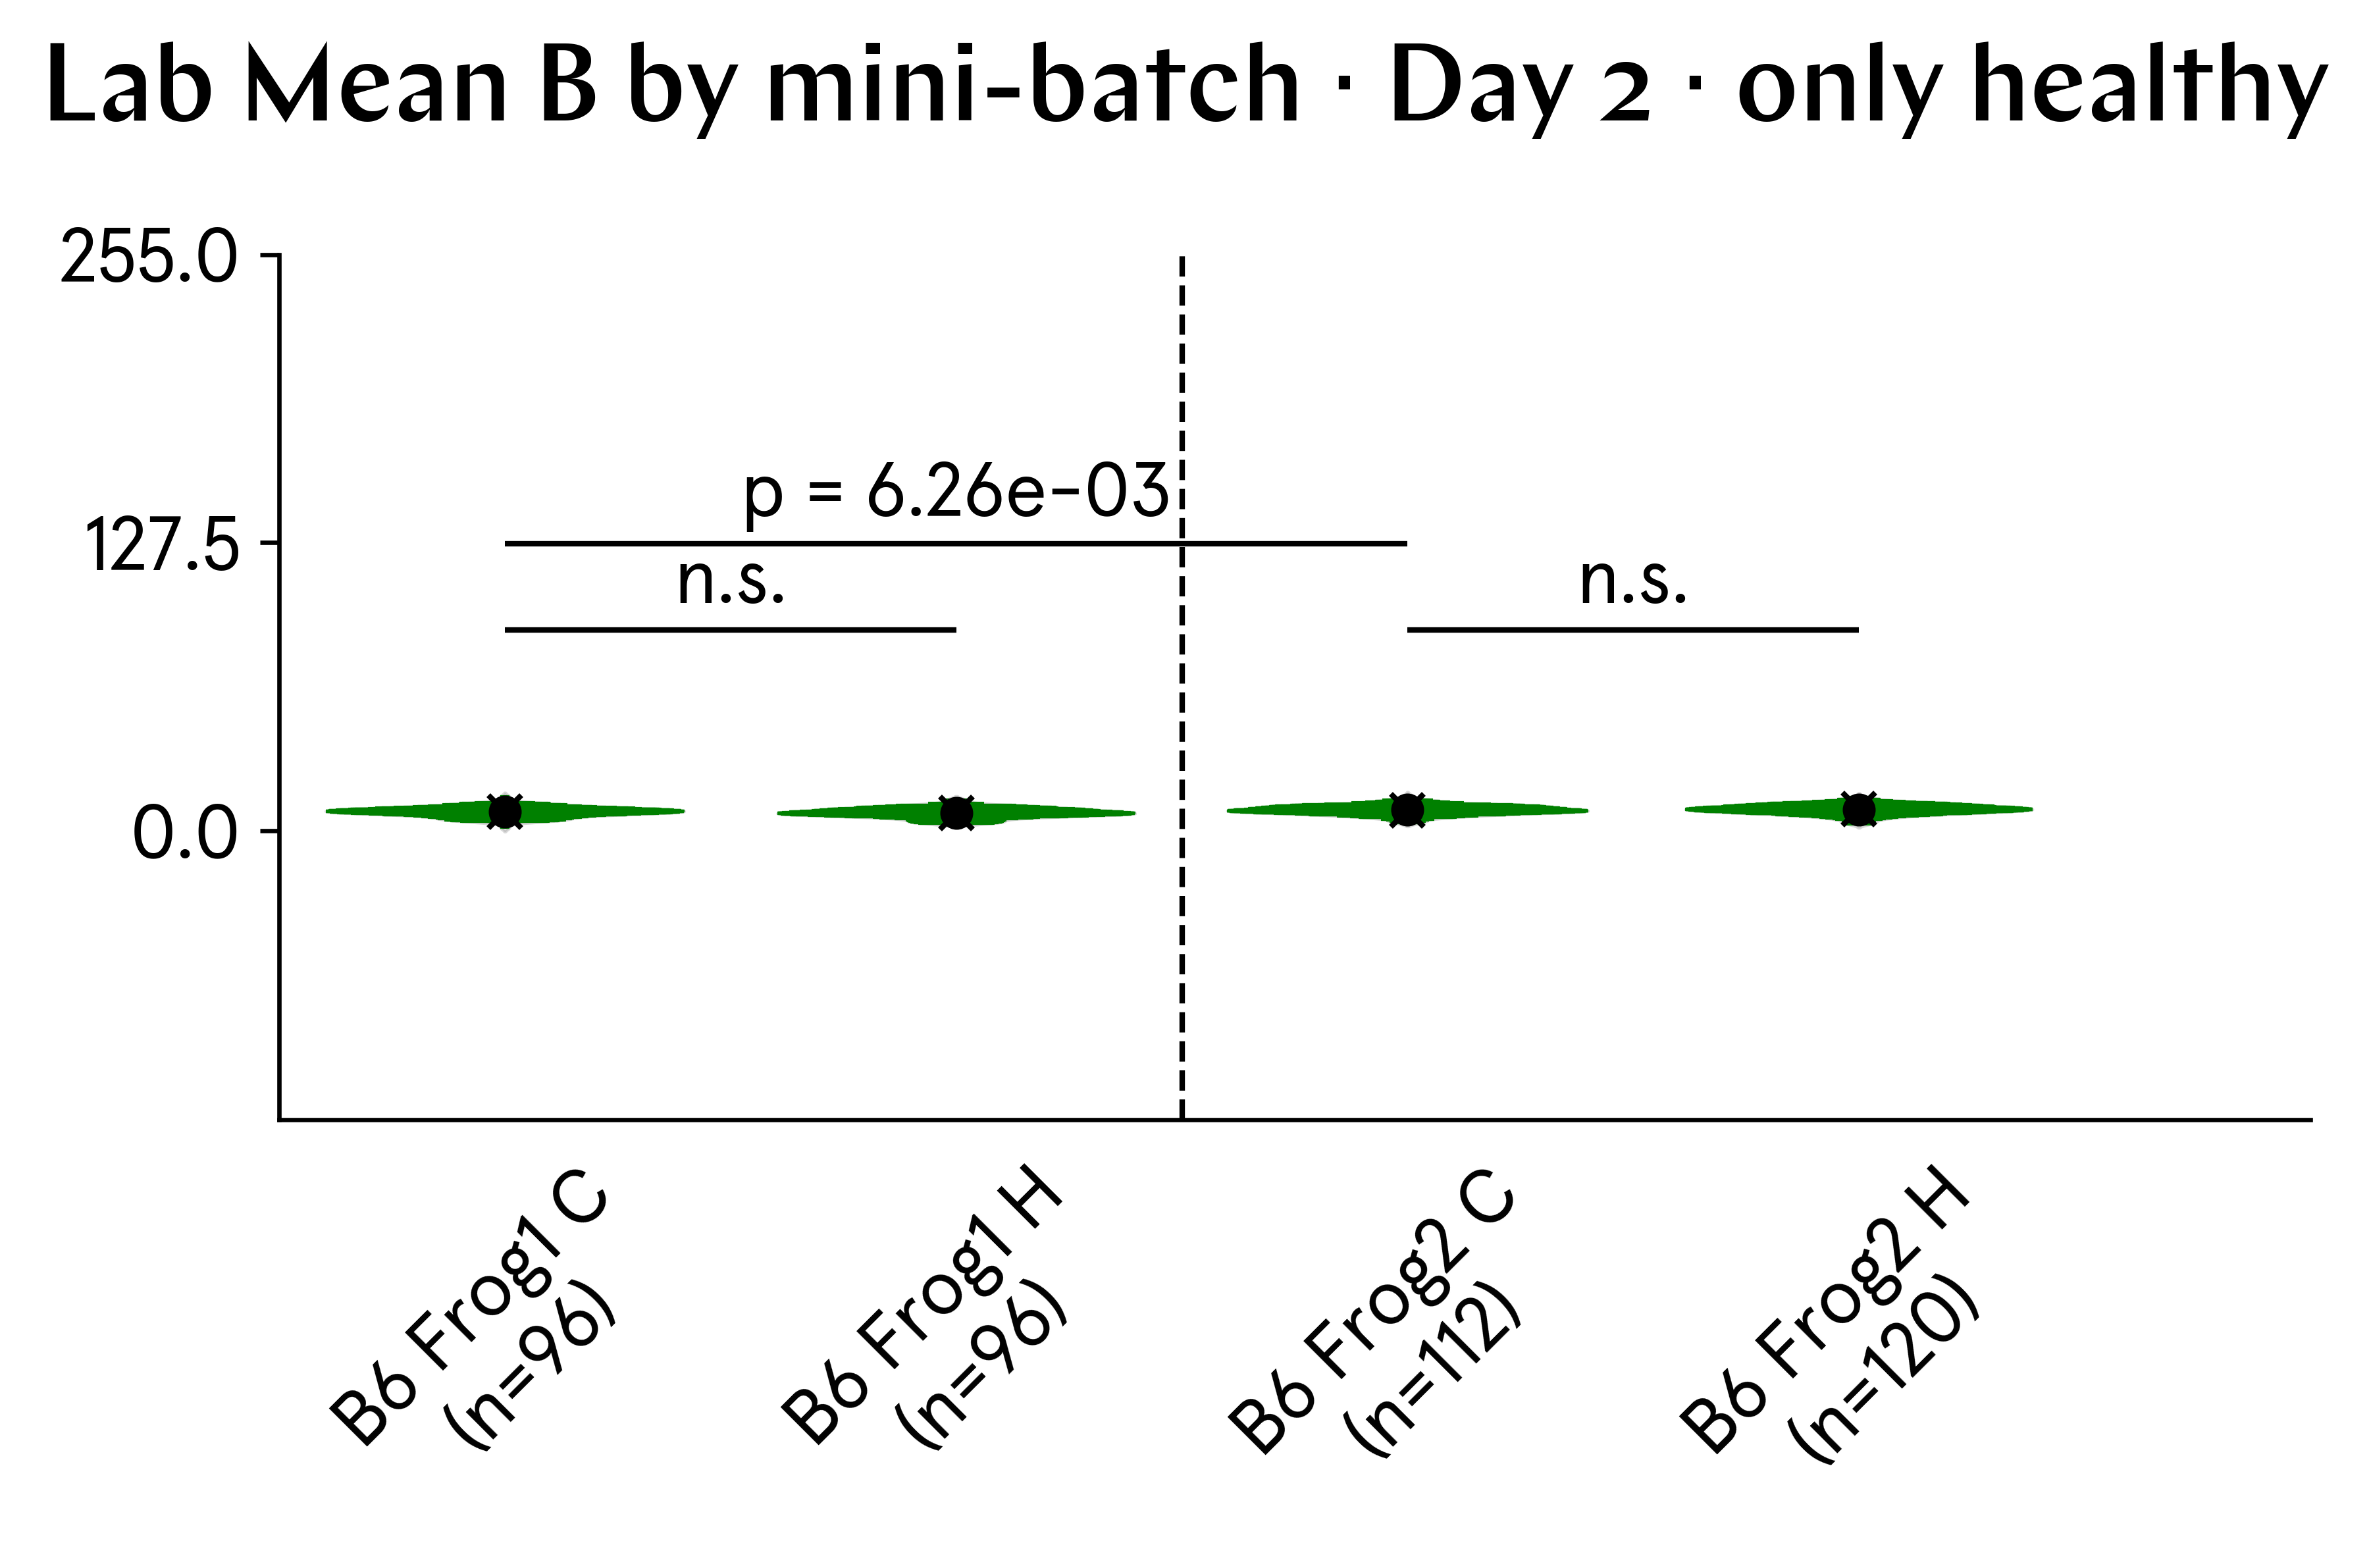 Lab Mean B by mini-batch · Day 2 · only healthy
255.0
127.5
0.0
p = 6.26e-03
n.s.
n.s.
B6 Frog1 C
(n=96)
B6 Frog1 H
(n=96)
B6 Frog2 C
(n=112)
B6 Frog2 H
(n=120)